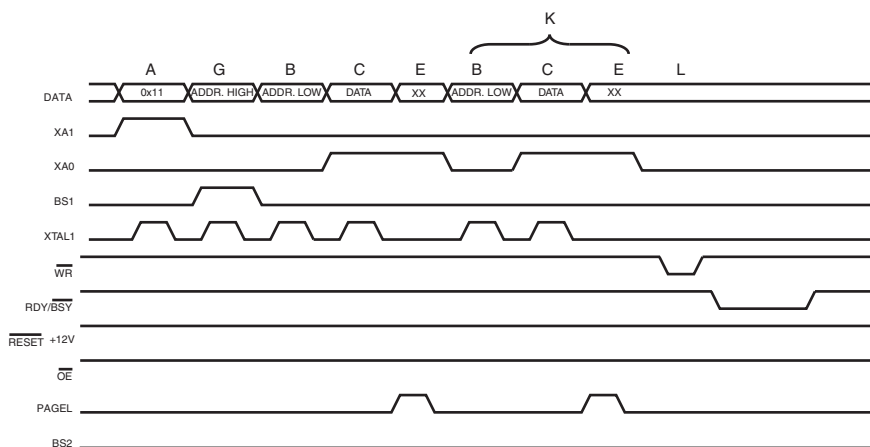 K
A G B C E B C E L
DATA 0x11 ADDR. HIGH ADDR. LOW DATA XX ADDR. LOW DATA XX
XA1
XA0
BS1
XTAL1
WR
RDY/BSY
RESET +12V
OE
PAGEL
BS2